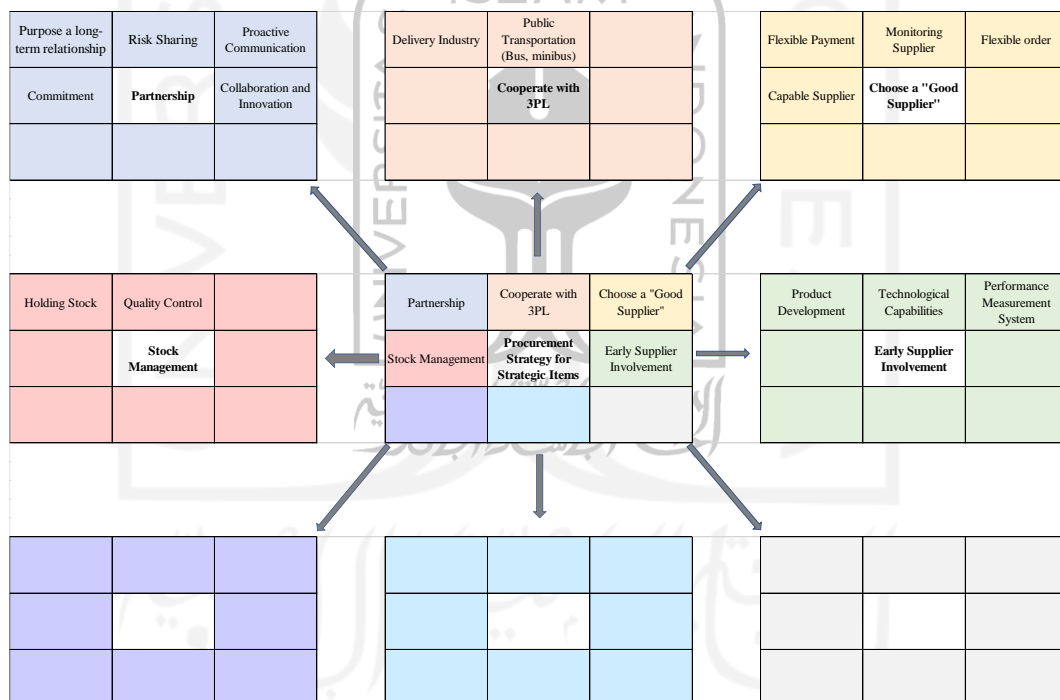 Purpose a long-
term relationship
Risk Sharing
Proactive
Communication
Commitment
Partnership
Collaboration and
Innovation
Delivery Industry
Public
Transportation
(Bus, minibus)
Cooperate with
3PL
Flexible Payment
Monitoring
Supplier
Flexible order
Capable Supplier
Choose a "Good
Supplier"
Holding Stock
Quality Control
Stock
Management
Partnership
Cooperate with
3PL
Choose a "Good
Supplier"
Stock Management
Procurement
Strategy for
Strategic Items
Early Supplier
Involvement
Product
Development
Technological
Capabilities
Performance
Measurement
System
Early Supplier
Involvement
ISLAM
UNIVERSITAS
INDONESIA